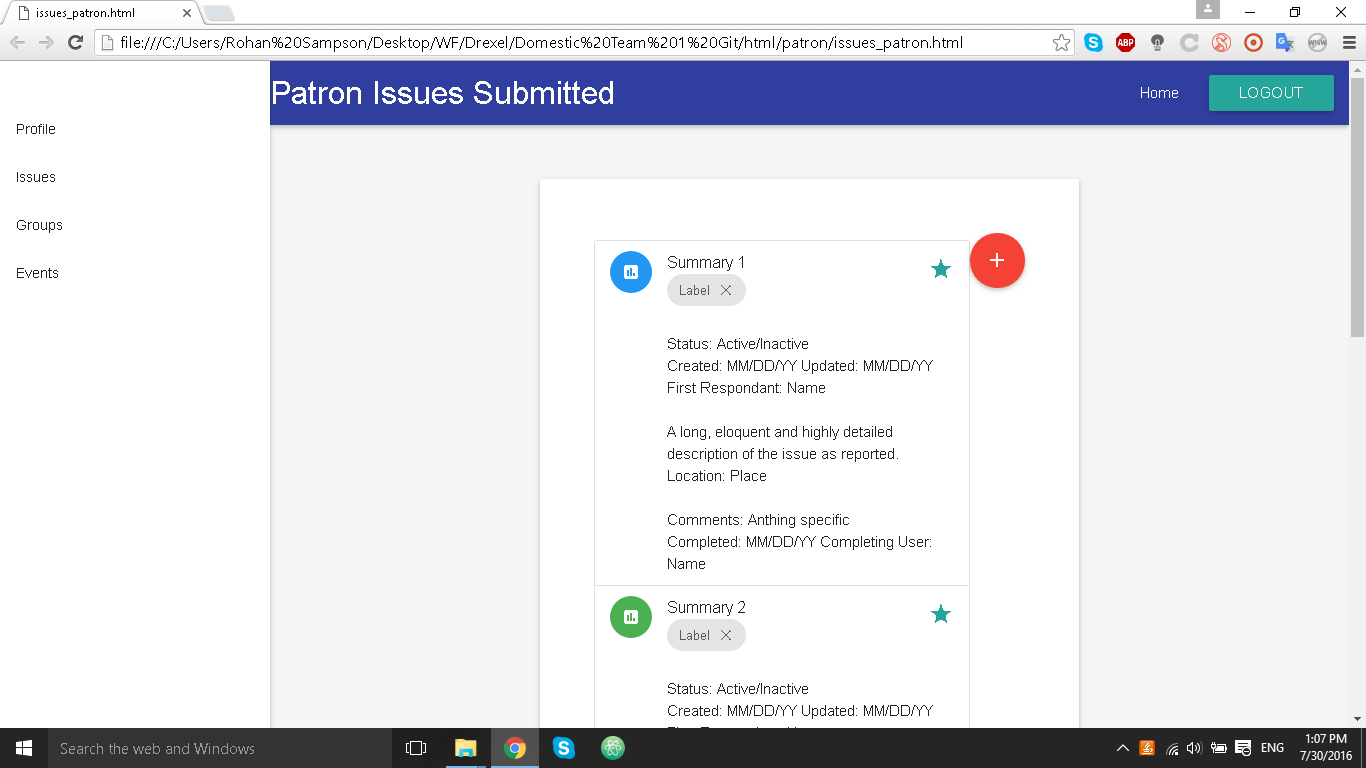 issues_patron.html
file:///C:/Users/Rohan%20Sampson/Desktop/WF/Drexel/Domastic%20Team%201%20Git/html/patron/issues_patron.html
ABP
Patron Issues Submitted
Home
LOGOUT
Profile
Issues
Groups
Events
Summary 1
Label
Status: Active/Inactive
Created: MM/DD/YY Updated: MM/DD/YY
First Respondant: Name
A long, eloquent and highly detailed
description of the issue as reported.
Location: Place
Comments: Anthing specific
Completed: MM/DD/YY Completing User:
Name
Summary 2
Label
Status: Active/Inactive
Created: MM/DD/YY Updated: MM/DD/YY
Search the web and Windows
ENG
1:07 PM
7/30/2016